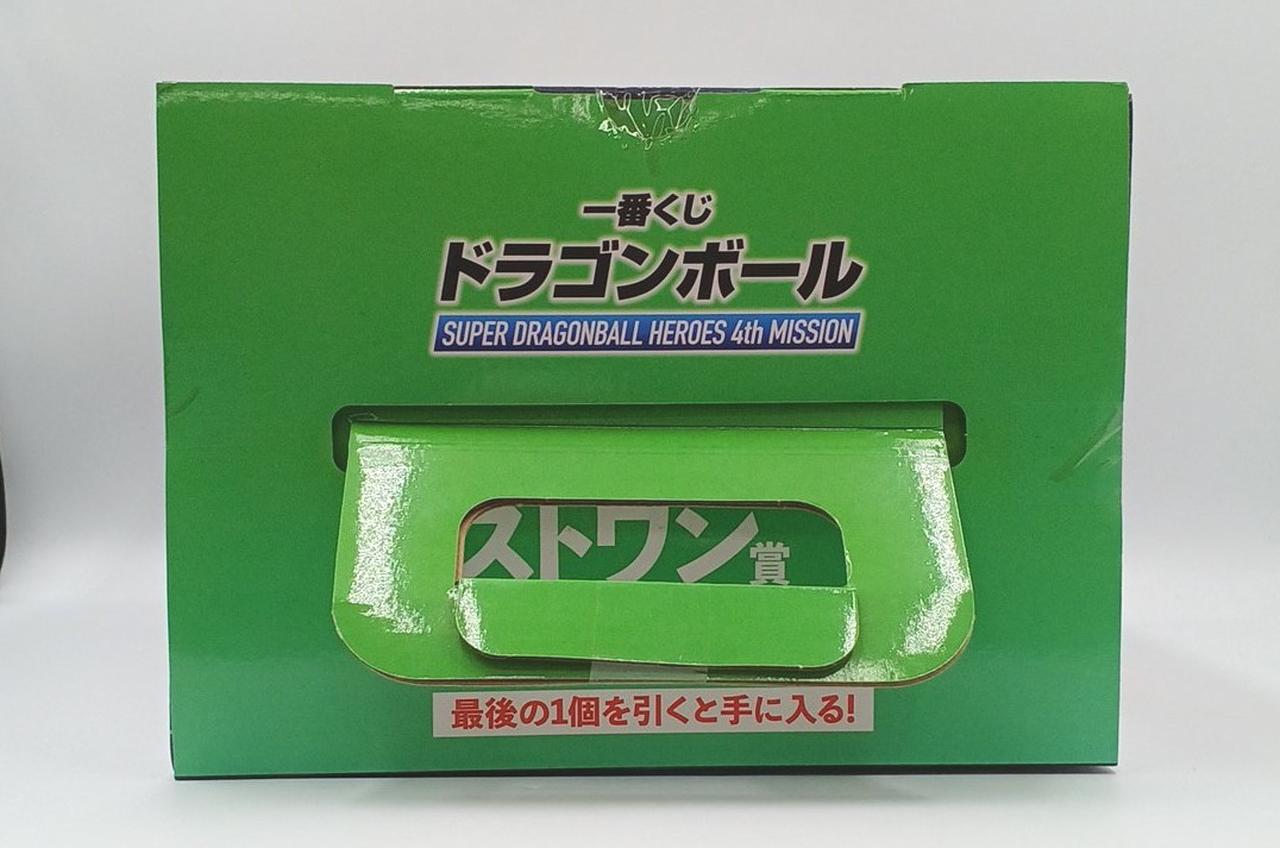 一番くじ
ドラゴンボール
SUPER DRAGONBALL HEROES 4th MISSION
ストワン賞
最後の1個を引くと手に入る!